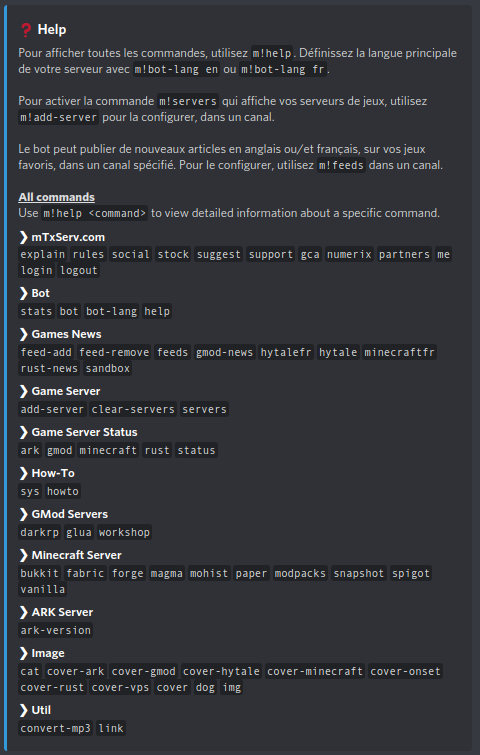 ❓ Help
Pour afficher toutes les commandes, utilisez m!help. Définissez la langue principale
de votre serveur avec m!bot-lang en ou m!bot-lang fr.
Pour activer la commande m!servers qui affiche vos serveurs de jeux, utilisez
m!add-server pour la configurer, dans un canal.
Le bot peut publier de nouveaux articles en anglais ou/et français, sur vos jeux
favoris, dans un canal spécifié. Pour le configurer, utilisez m!feeds dans un canal.
All commands
Use m!help <command> to view detailed information about a specific command.
❯ mTxServ.com
explain rules social stock suggest support gca numerix partners me
login logout
❯ Bot
stats bot bot-lang help
❯ Games News
feed-add feed-remove feeds gmod-news hytalefr hytale minecraftfr
rust-news sandbox
❯ Game Server
add-server clear-servers servers
❯ Game Server Status
ark gmod minecraft rust status
❯ How-To
sys howto
❯ GMod Servers
darkrp glua workshop
❯ Minecraft Server
bukkit fabric forge magma mohist paper modpacks snapshot spigot
vanilla
❯ ARK Server
ark-version
❯ Image
cat cover-ark cover-gmod cover-hytale cover-minecraft cover-onset
cover-rust cover-vps cover dog img
❯ Util
convert-mp3 link